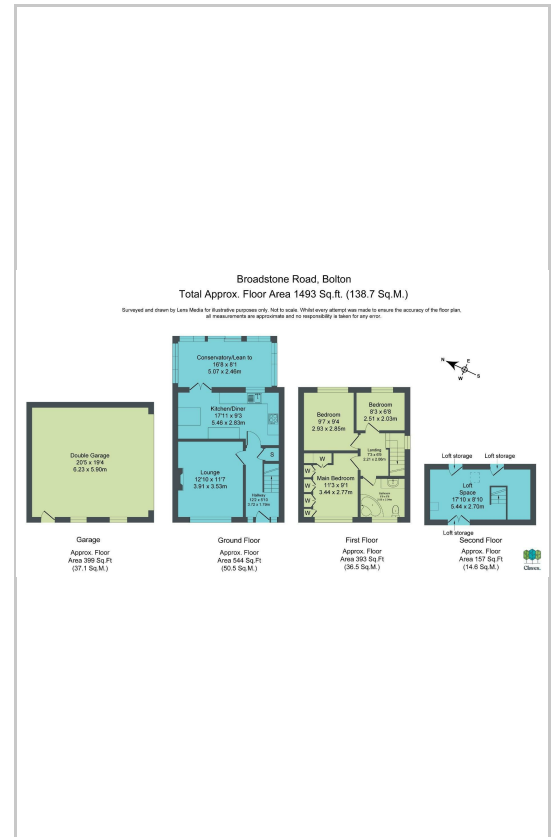 Broadstone Road, Bolton
Total Approx. Floor Area 1493 Sq.ft. (138.7 Sq.M.)
Surveyed and drawn by Lens Media for illustrative purposes only. Not to scale. Whilst every attempt was made to ensure the accuracy of the floor plan,
all measurements are approximate and no responsibility is taken for any error.
N
E
S
W
Double Garage
20'5 x 19'4
6.23 x 5.90m
Garage
Approx. Floor
Area 399 Sq.Ft
(37.1 Sq.M.)
Conservatory/Lean to
16'8 x 8'1
5.07 x 2.46m
Kitchen/Diner
17'11 x 9'3
5.46 x 2.83m
S
Lounge
12'10 x 11'7
3.91 x 3.53m
Hallway
Ground Floor
Approx. Floor
Area 544 Sq.Ft
(50.5 Sq.M.)
Bedroom
9'7 x 9'4
2.93 x 2.85m
Bedroom
8'3 x 6'8
2.51 x 2.03m
Landing
W
W
W
W
W
Main Bedroom
11'3 x 9'1
3.44 x 2.77m
First Floor
Approx. Floor
Area 393 Sq.Ft
(36.5 Sq.M.)
Loft storage
Loft storage
Loft
Space
17'10 x 8'10
5.44 x 2.70m
Loft storage
Second Floor
Approx. Floor
Area 157 Sq.Ft
(14.6 Sq.M.)